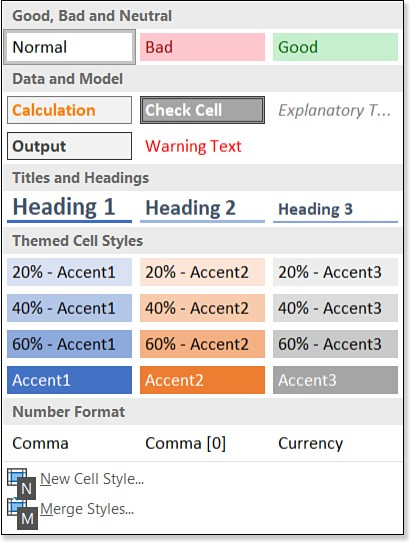 Good, Bad and Neutral
Normal Bad Good
Data and Model
Calculation Check Cell Explanatory T...
Output Warning Text
Titles and Headings
Heading 1 Heading 2 Heading 3
Themed Cell Styles
20% - Accent1 20% - Accent2 20% - Accent3
40% - Accent1 40% - Accent2 40% - Accent3
60% - Accent1 60% - Accent2 60% - Accent3
Accent1 Accent2 Accent3
Number Format
Comma Comma [0] Currency
N New Cell Style...
M Merge Styles...